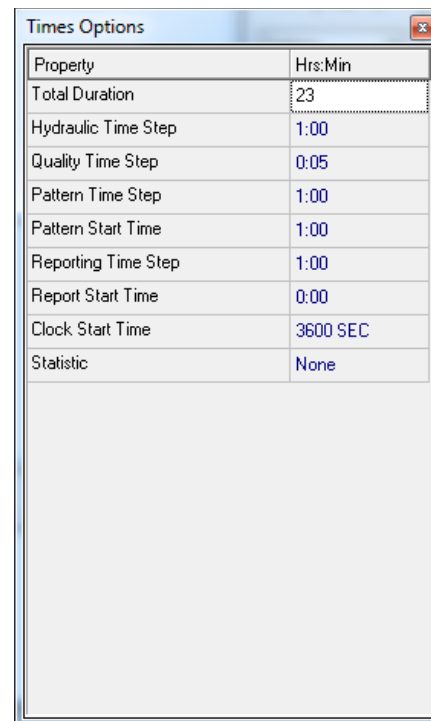 Times Options
Property Hrs:Min
Total Duration 23
Hydraulic Time Step 1:00
Quality Time Step 0:05
Pattern Time Step 1:00
Pattern Start Time 1:00
Reporting Time Step 1:00
Report Start Time 0:00
Clock Start Time 3600 SEC
Statistic None